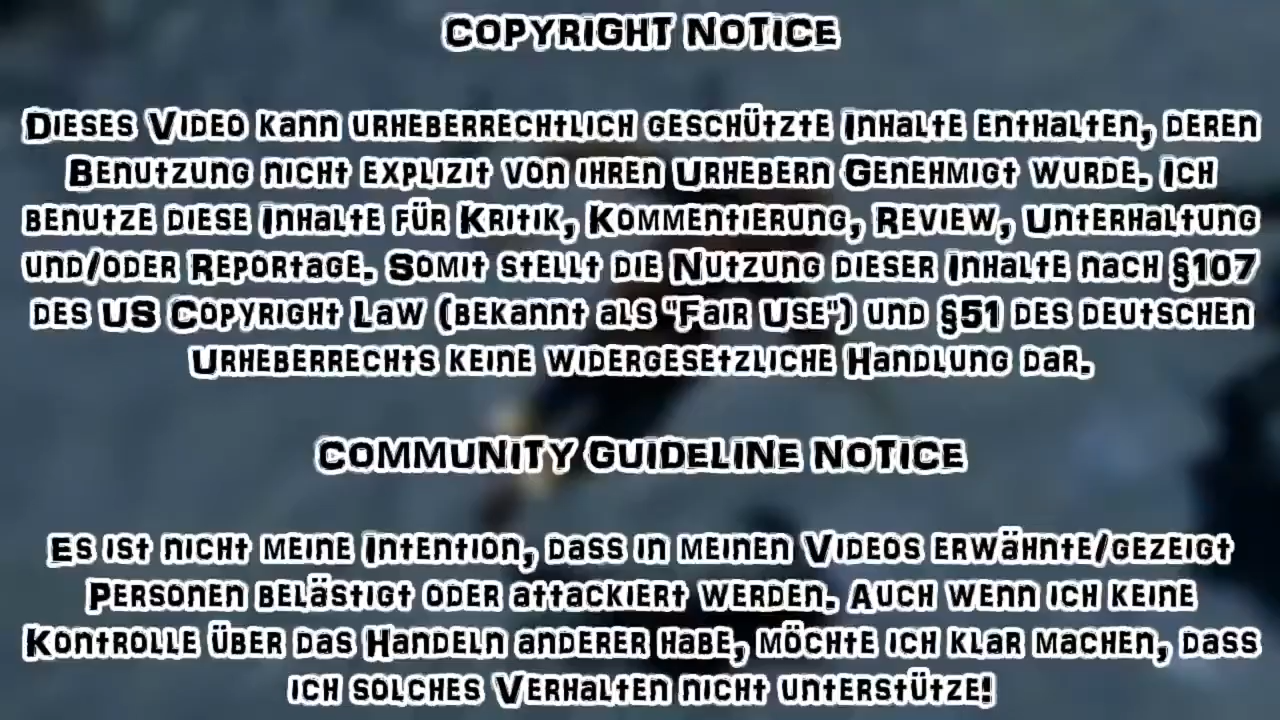 COPYRIGHT NOTICE
Dieses Video kann urheberrechtlich geschützte Inhalte enthalten, deren
Benutzung nicht explizit von ihren Urhebern Genehmigt wurde. Ich
benutze diese Inhalte für Kritik, Kommentierung, Review, Unterhaltung
und/oder Reportage. Somit stellt die Nutzung dieser Inhalte nach §107
des US Copyright Law (bekannt als "Fair Use") und §51 des deutschen
Urheberrechts keine widergesetzliche Handlung dar.
COMMUNITY GUIDELINE NOTICE
Es ist nicht meine Intention, dass in meinen Videos erwähnte/gezeigt
Personen belästigt oder attackiert werden. Auch wenn ich keine
Kontrolle über das Handeln anderer habe, möchte ich klar machen, dass
ich solches Verhalten nicht unterstütze!